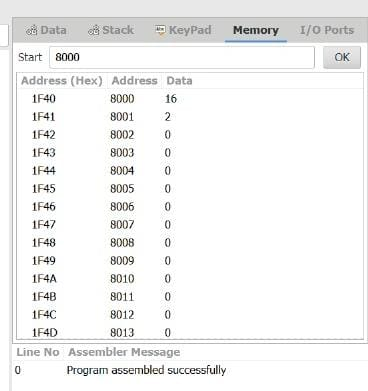 Data Stack KeyPad Memory I/O Ports
Start 8000 OK
Address (Hex) Address Data
1F40 8000 16
1F41 8001 2
1F42 8002 0
1F43 8003 0
1F44 8004 0
1F45 8005 0
1F46 8006 0
1F47 8007 0
1F48 8008 0
1F49 8009 0
1F4A 8010 0
1F4B 8011 0
1F4C 8012 0
1F4D 8013 0
Line No Assembler Message
0 Program assembled successfully